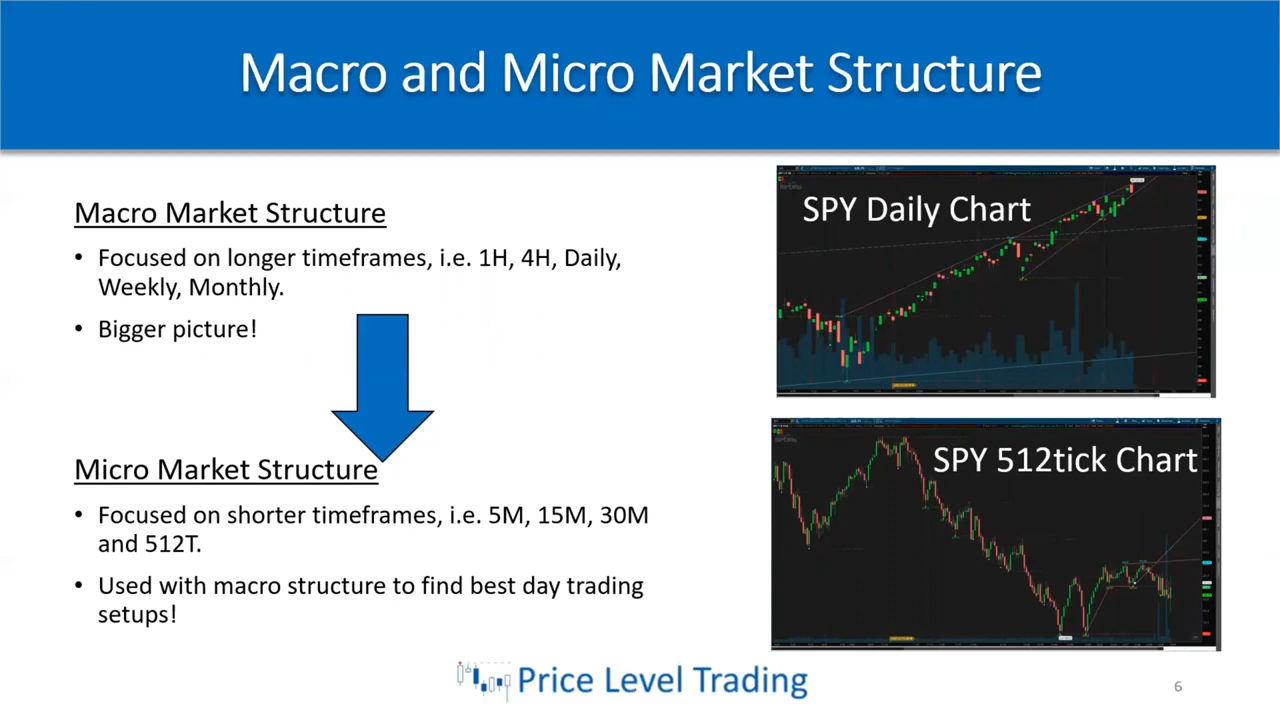 Macro and Micro Market Structure
Macro Market Structure
• Focused on longer timeframes, i.e. 1H, 4H, Daily,
Weekly, Monthly.
• Bigger picture!
Micro Market Structure
• Focused on shorter timeframes, i.e. 5M, 15M, 30M
and 512T.
• Used with macro structure to find best day trading
setups!
SPY Daily Chart
SPY 512tick Chart
Price Level Trading
6